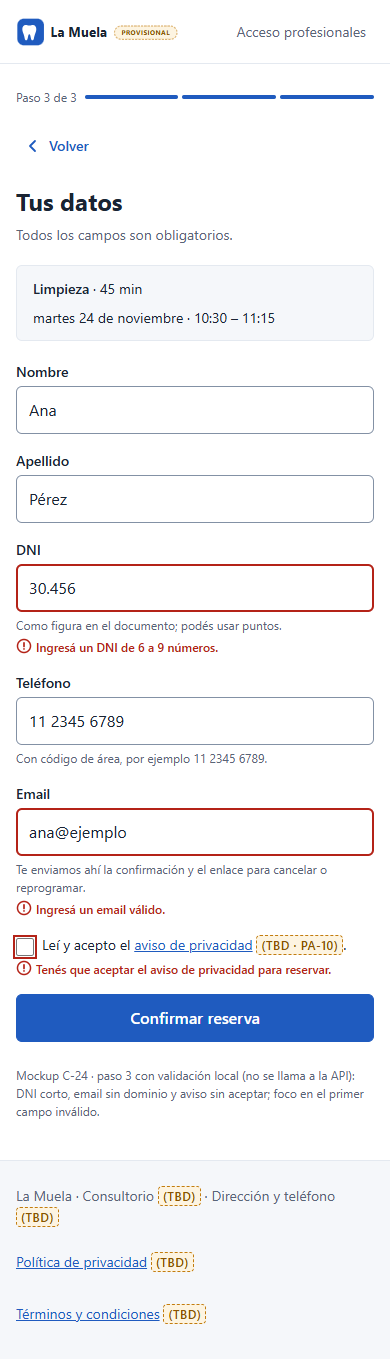 La Muela PROVISIONAL Acceso profesionales
Paso 3 de 3
Volver
Tus datos
Todos los campos son obligatorios.
Limpieza · 45 min
martes 24 de noviembre · 10:30 – 11:15
Nombre
Ana
Apellido
Pérez
DNI
30.456
Como figura en el documento; podés usar puntos.
Ingresá un DNI de 6 a 9 números.
Teléfono
11 2345 6789
Con código de área, por ejemplo 11 2345 6789.
Email
ana@ejemplo
Te enviamos ahí la confirmación y el enlace para cancelar o
reprogramar.
Ingresá un email válido.
Leí y acepto el aviso de privacidad (TBD · PA-10).
Tenés que aceptar el aviso de privacidad para reservar.
Confirmar reserva
Mockup C-24 · paso 3 con validación local (no se llama a la API):
DNI corto, email sin dominio y aviso sin aceptar; foco en el primer
campo inválido.
La Muela · Consultorio (TBD) · Dirección y teléfono
(TBD)
Política de privacidad (TBD)
Términos y condiciones (TBD)